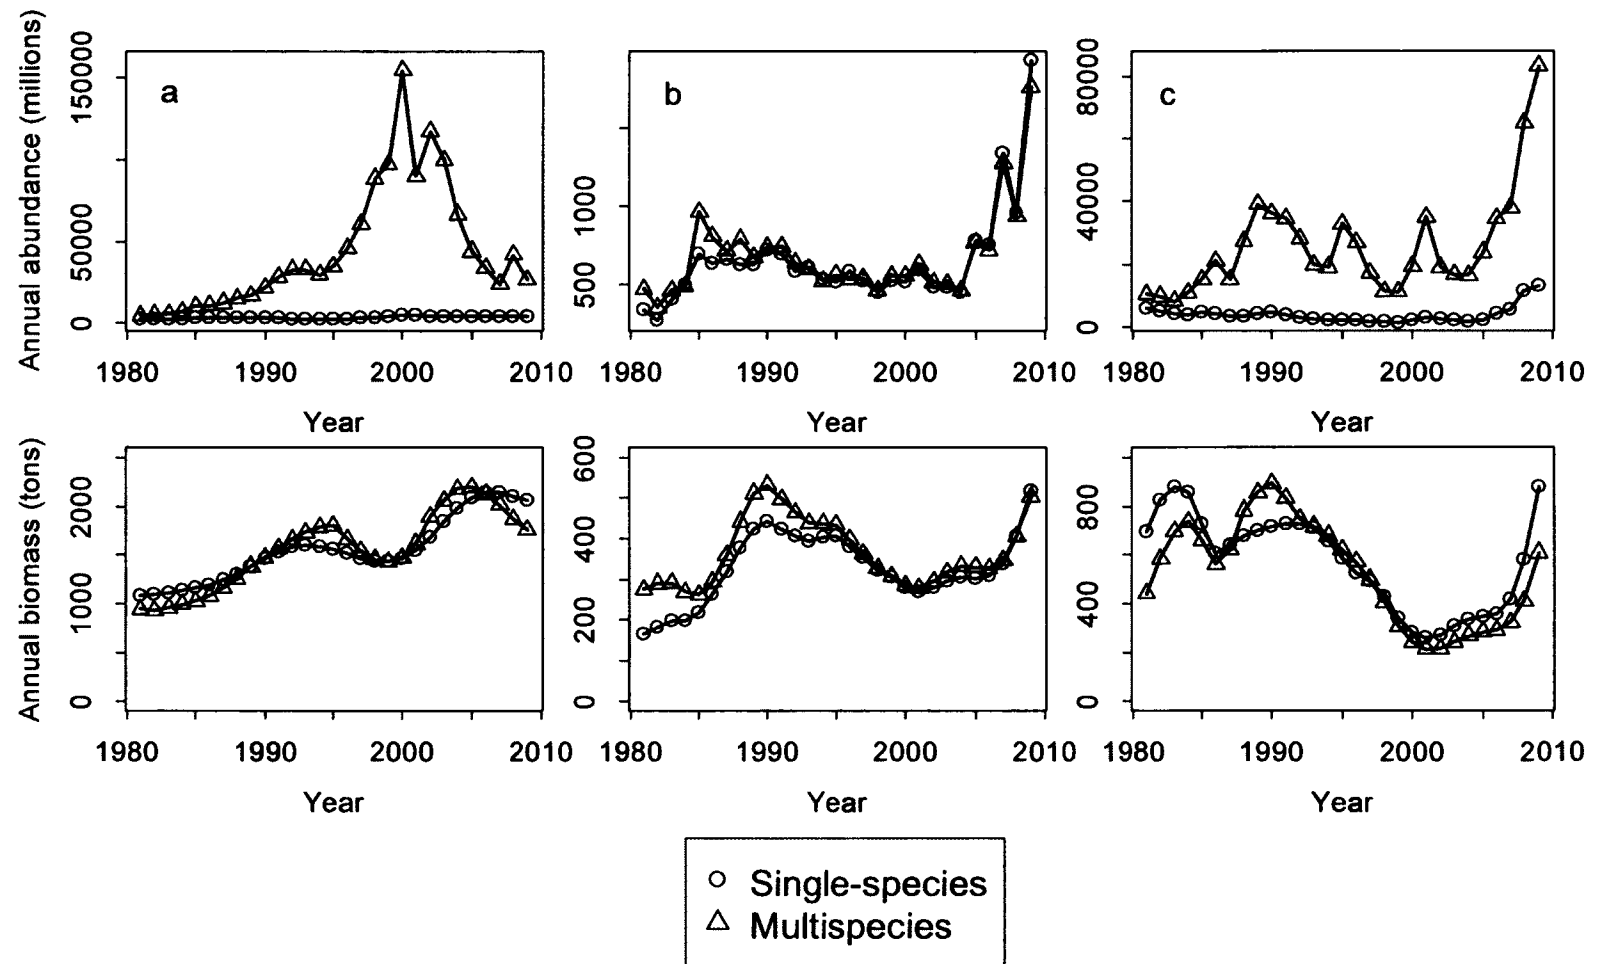 Annual abundance (millions)
0 50000 150000
a
1980 1990 2000 2010
Year
500 1000
b
1980 1990 2000 2010
Year
0 40000 80000
c
1980 1990 2000 2010
Year
Annual biomass (tons)
0 1000 2000
1980 1990 2000 2010
Year
0 200 400 600
1980 1990 2000 2010
Year
0 400 800
1980 1990 2000 2010
Year
Single-species
Multispecies